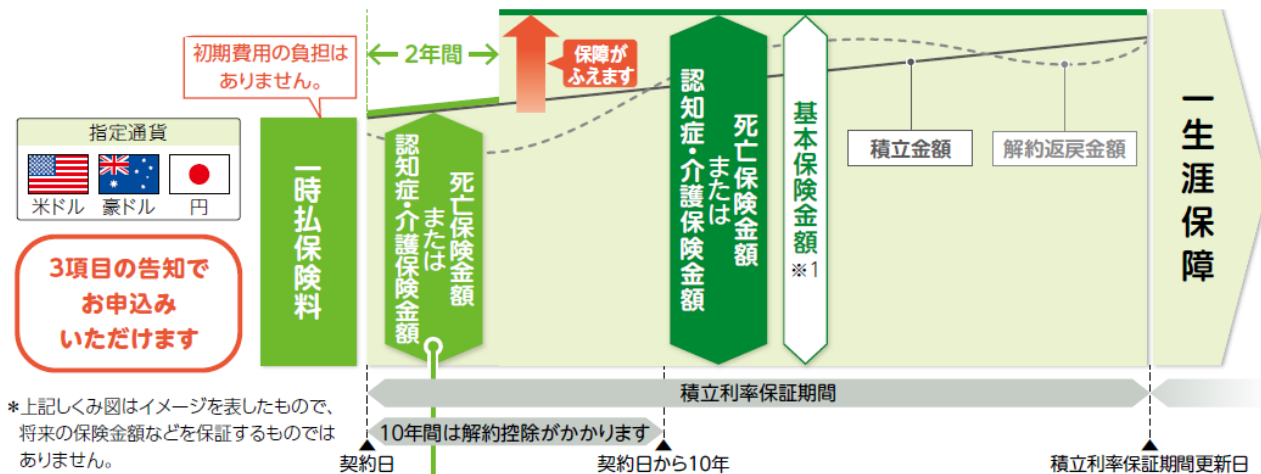 初期費用の負担は
ありません。
2年間
保障が
ふえます
指定通貨
米ドル
豪ドル
円
3項目の告知で
お申込み
いただけます
一時払保険料
死亡保険金額
または
認知症・介護保険金額
死亡保険金額
または
認知症・介護保険金額
基本保険金額
※1
積立金額
解約返戻金額
一生涯保障
積立利率保証期間
10年間は解約控除がかかります
契約日
契約日から10年
積立利率保証期間更新日
*上記しくみ図はイメージを表したもので、
将来の保険金額などを保証するものでは
ありません。